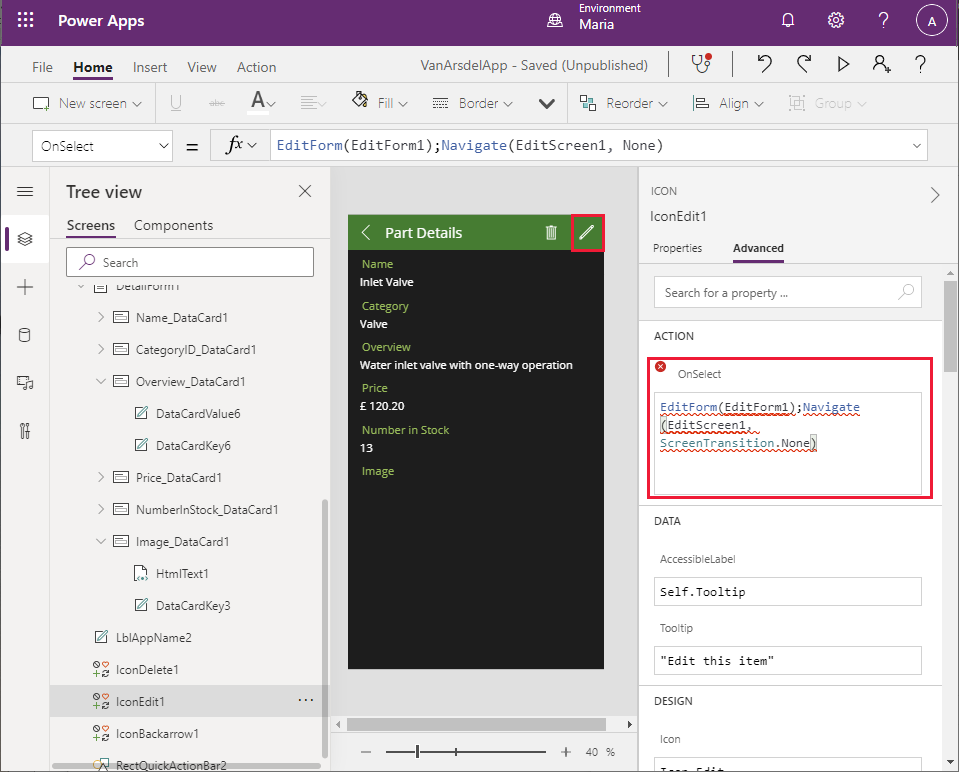 Power Apps
Environment
Maria
?
A
File
Home
Insert
View
Action
VanArsdelApp - Saved (Unpublished)
?
New screen
U
abc
A
Fill
Border
Reorder
Align
Group
OnSelect
=
fx
EditForm(EditForm1);Navigate(EditScreen1, None)
Tree view
Screens
Components
Search
DetailForm1
Name_DataCard1
CategoryID_DataCard1
Overview_DataCard1
DataCardValue6
DataCardKey6
Price_DataCard1
NumberInStock_DataCard1
Image_DataCard1
HtmlText1
DataCardKey3
LblAppName2
IconDelete1
IconEdit1
IconBackarrow1
RectQuickActionBar2
Part Details
Name
Inlet Valve
Category
Valve
Overview
Water inlet valve with one-way operation
Price
£ 120.20
Number in Stock
13
Image
40 %
ICON
IconEdit1
Properties
Advanced
Search for a property ...
ACTION
OnSelect
EditForm(EditForm1);Navigate
(EditScreen1,
ScreenTransition.None)
DATA
AccessibleLabel
Self.Tooltip
Tooltip
"Edit this item"
DESIGN
Icon
Icon.Edit